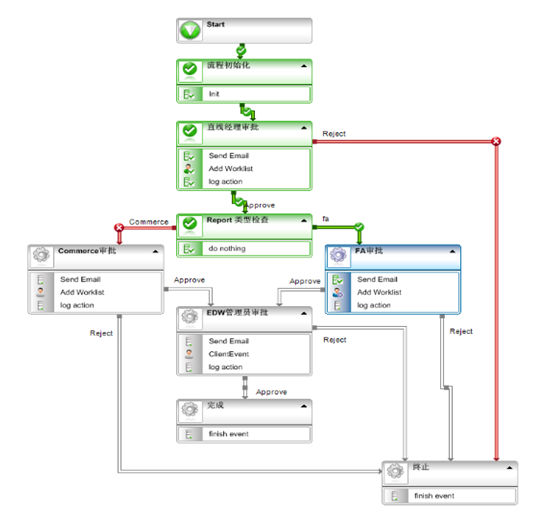 Start
流程初始化
Init
直线经理审批
Reject
Send Email
Add Worklist
log action
Approve
Commerce
Report 类型检查
fa
do nothing
Commerce审批
FA审批
Send Email
Add Worklist
log action
Approve
Approve
Send Email
Add Worklist
log action
EDW管理员审批
Reject
Reject
Reject
Send Email
ClientEvent
log action
Approve
完成
finish event
终止
finish event